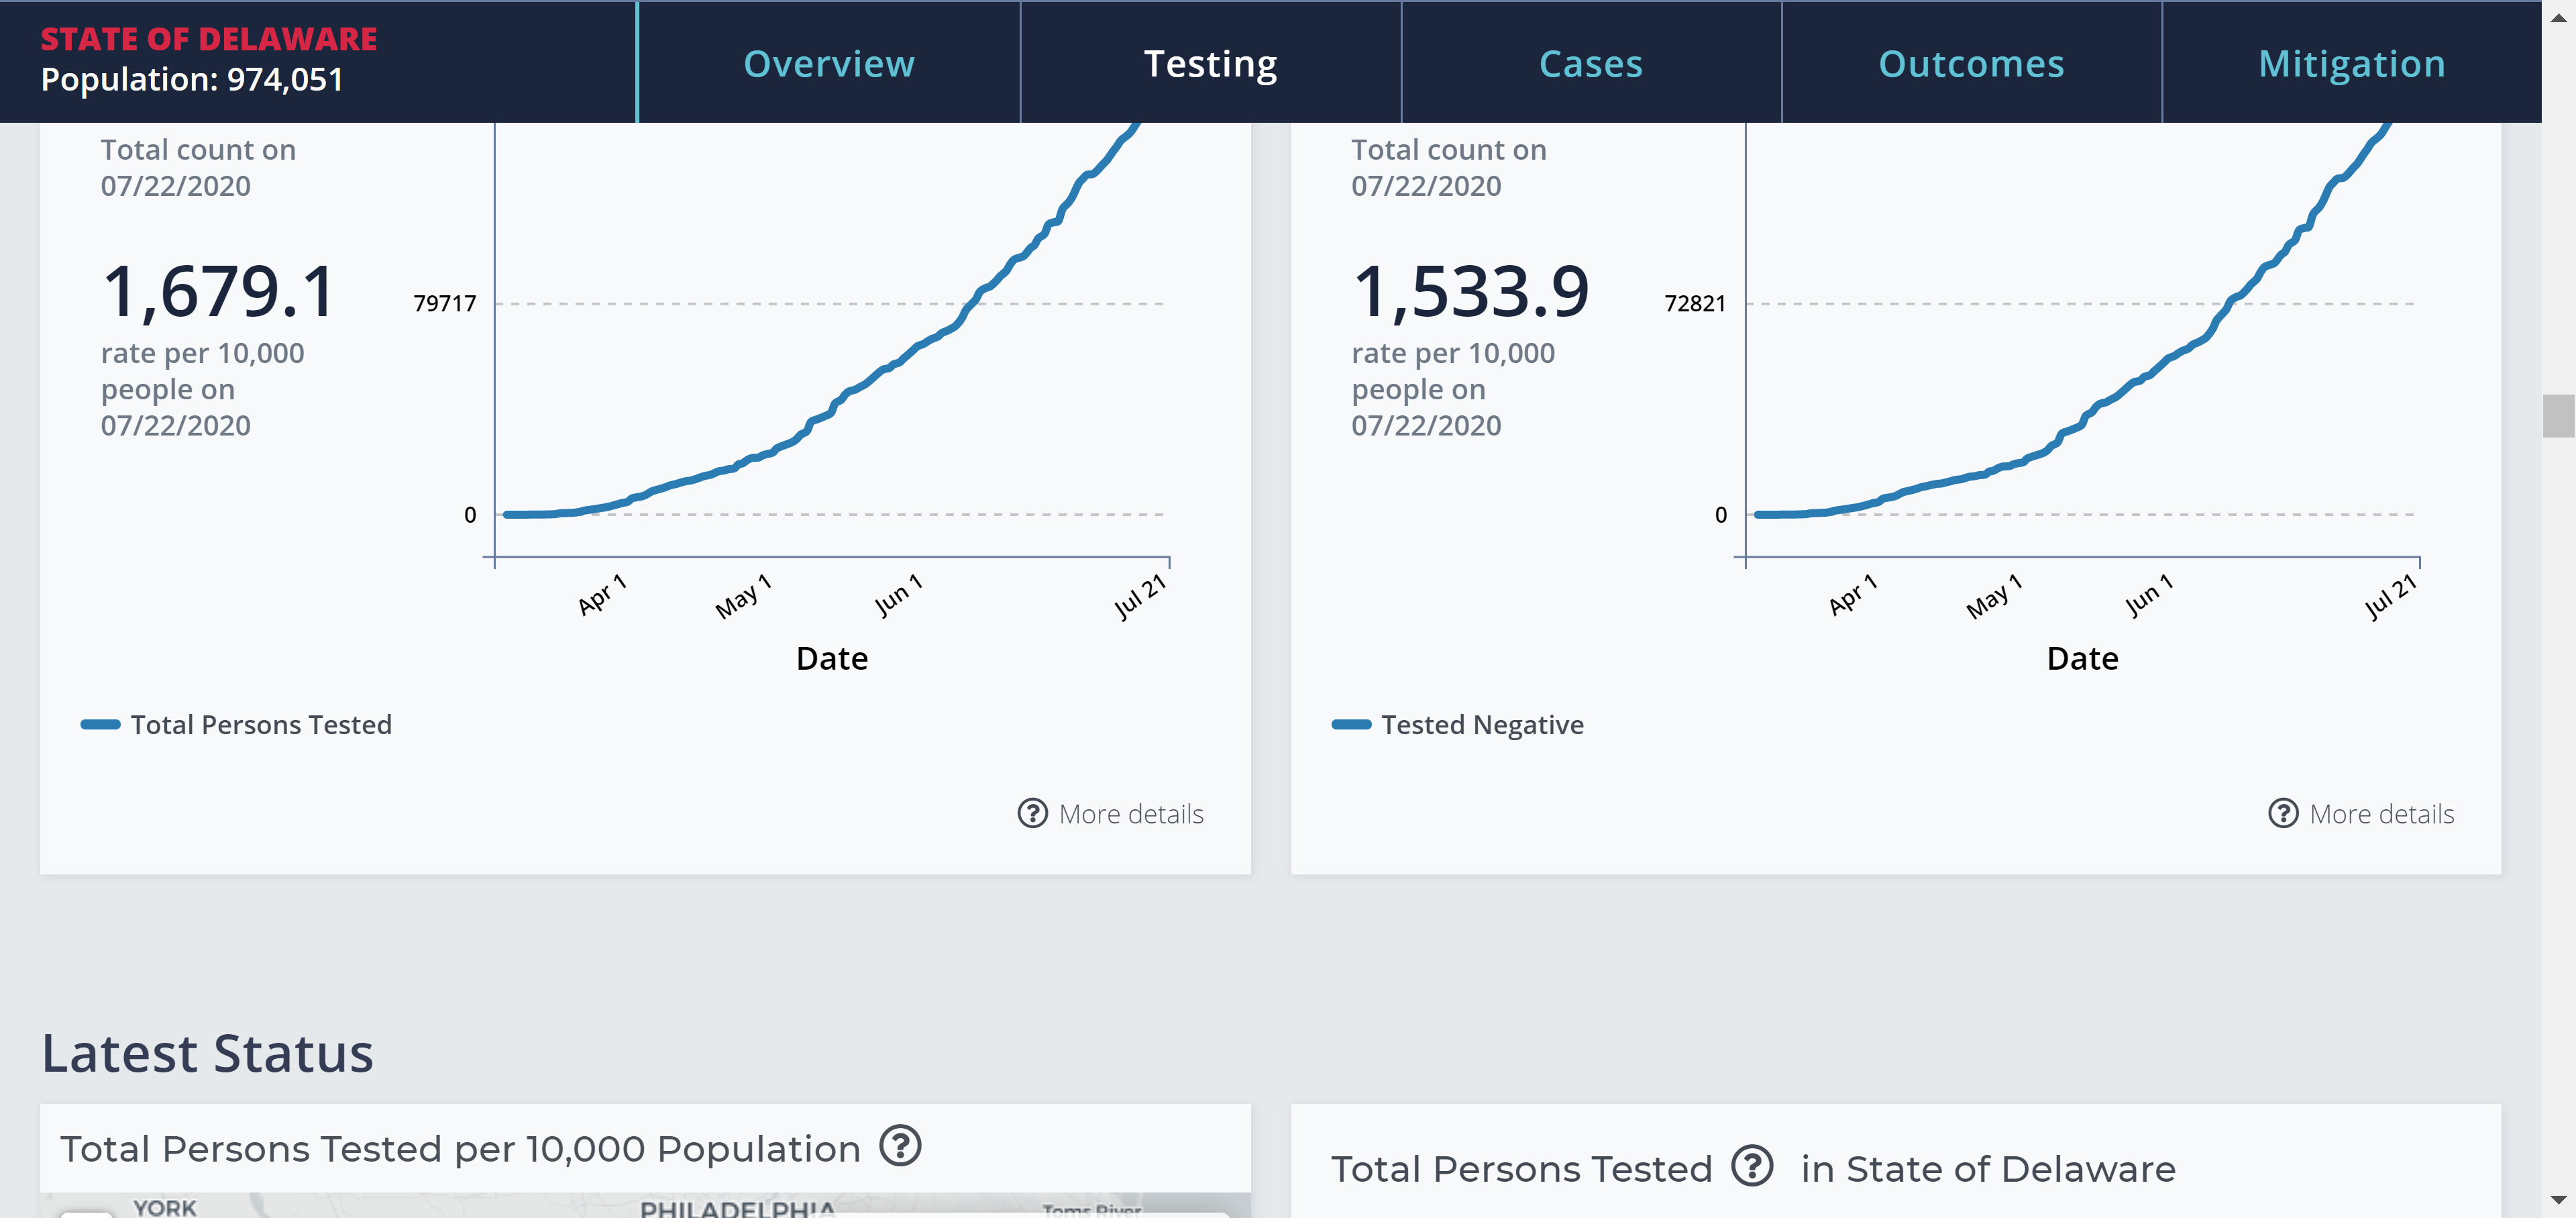 STATE OF DELAWARE
Population: 974,051
Overview
Testing
Cases
Outcomes
Mitigation
Total count on
07/22/2020
1,679.1
rate per 10,000
people on
07/22/2020
79717
0
Apr 1
May 1
Jun 1
Jul 21
Date
Total Persons Tested
More details
Total count on
07/22/2020
1,533.9
rate per 10,000
people on
07/22/2020
72821
0
Apr 1
May 1
Jun 1
Jul 21
Date
Tested Negative
More details
Latest Status
Total Persons Tested per 10,000 Population
YORK
PHILADELPHIA
Toms River
Total Persons Tested in State of Delaware